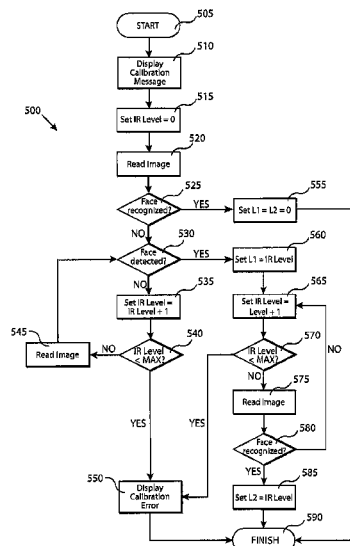 START
505
510
Display
Calibration
Message
515
500
Set IR Level = 0
520
Read Image
525
Face
recognized?
YES
555
Set L1 = L2 = 0
NO
530
Face
detected?
YES
560
Set L1 = IR Level
NO
535
Set IR Level =
IR Level + 1
565
Set IR Level =
Level + 1
545
Read Image
NO
540
IR Level
< MAX?
570
IR Level
< MAX?
NO
575
Read Image
NO
YES
YES
580
Face
recognized?
YES
550
Display
Calibration
Error
585
Set L2 = IR Level
590
FINISH